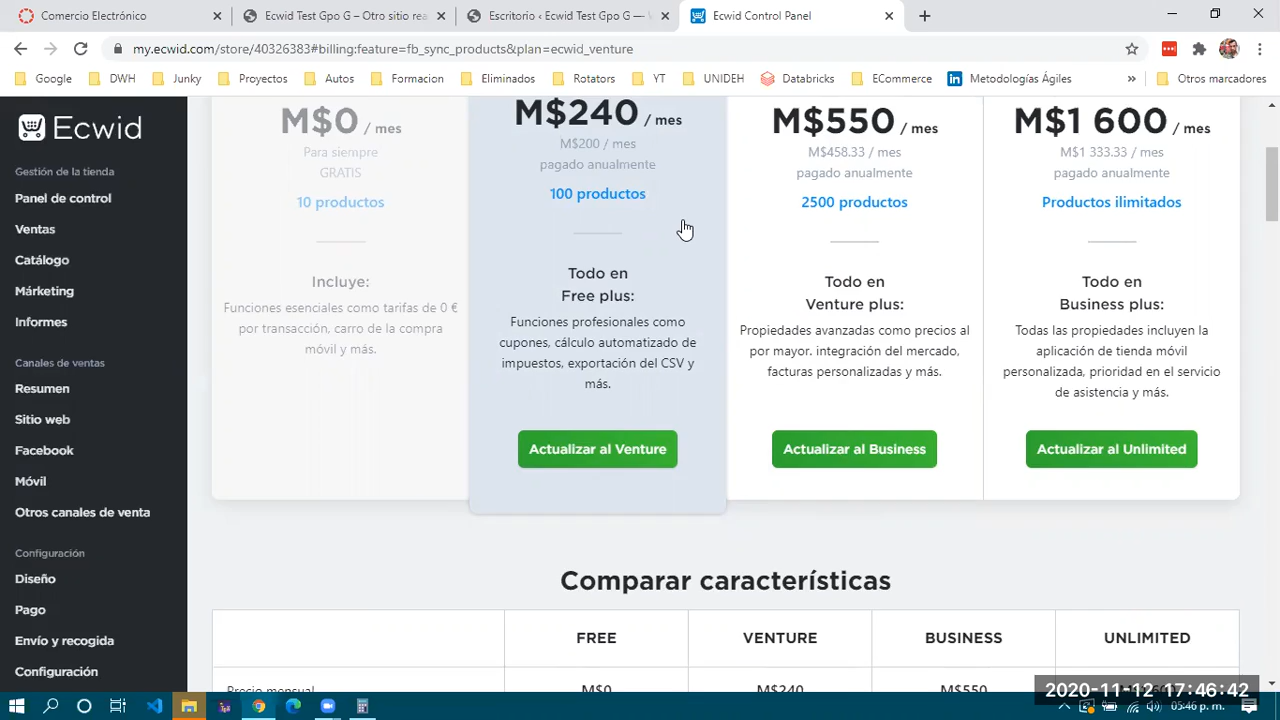 Comercio Electrónico
Ecwid Test Gpo G – Otro sitio rea
Escritorio ‹ Ecwid Test Gpo G — W
Ecwid Control Panel
my.ecwid.com/store/40326383#billing:feature=fb_sync_products&plan=ecwid_venture
Google
DWH
Junky
Proyectos
Autos
Formacion
Eliminados
Rotators
YT
UNIDEH
Databricks
ECommerce
Metodologías Ágiles
»
Otros marcadores
Ecwid
Gestión de la tienda
Panel de control
Ventas
Catálogo
Márketing
Informes
Canales de ventas
Resumen
Sitio web
Facebook
Móvil
Otros canales de venta
Configuración
Diseño
Pago
Envío y recogida
Configuración
M$0 / mes
Para siempre
GRATIS
10 productos
Incluye:
Funciones esenciales como tarifas de 0 €
por transacción, carro de la compra
móvil y más.
M$240 / mes
M$200 / mes
pagado anualmente
100 productos
Todo en
Free plus:
Funciones profesionales como
cupones, cálculo automatizado de
impuestos, exportación del CSV y
más.
Actualizar al Venture
M$550 / mes
M$458.33 / mes
pagado anualmente
2500 productos
Todo en
Venture plus:
Propiedades avanzadas como precios al
por mayor. integración del mercado,
facturas personalizadas y más.
Actualizar al Business
M$1 600 / mes
M$1 333.33 / mes
pagado anualmente
Productos ilimitados
Todo en
Business plus:
Todas las propiedades incluyen la
aplicación de tienda móvil
personalizada, prioridad en el servicio
de asistencia y más.
Actualizar al Unlimited
Comparar características
FREE
VENTURE
BUSINESS
UNLIMITED
Precio mensual
M$0
M$240
M$550
2020-11-12 17:46:42
05:46 p. m.